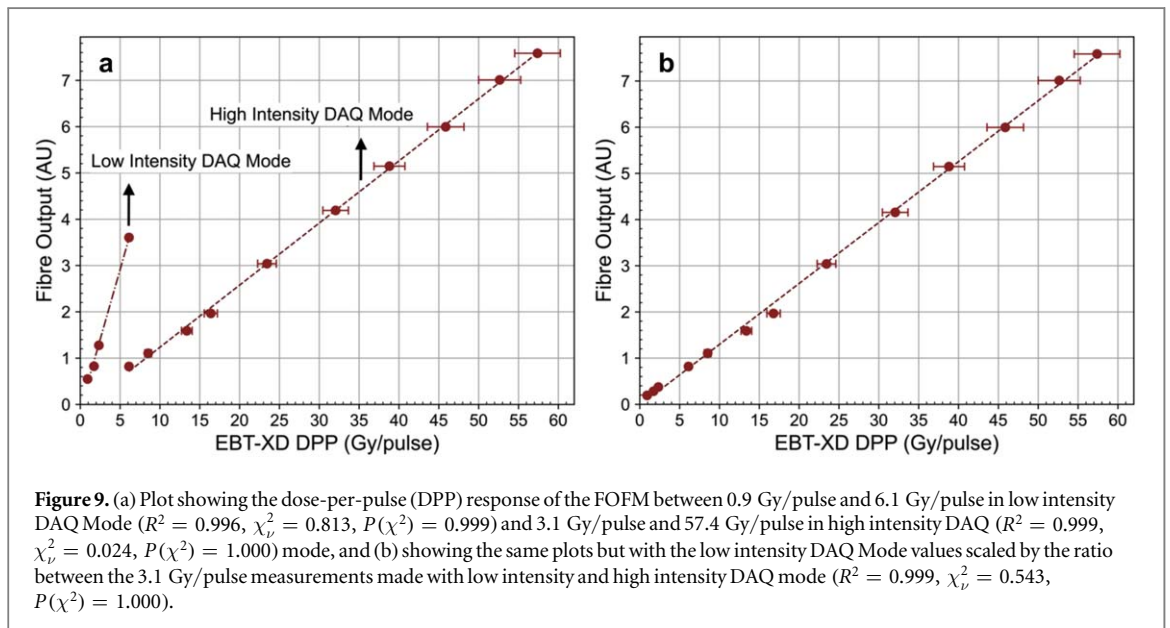 a
High Intensity DAQ Mode
Low Intensity DAQ Mode
Fibre Output (AU)
7
6
5
4
3
2
1
0
0 5 10 15 20 25 30 35 40 45 50 55 60
EBT-XD DPP (Gy/pulse)
b
Fibre Output (AU)
7
6
5
4
3
2
1
0
0 5 10 15 20 25 30 35 40 45 50 55 60
EBT-XD DPP (Gy/pulse)
Figure 9. (a) Plot showing the dose-per-pulse (DPP) response of the FOFM between 0.9 Gy/pulse and 6.1 Gy/pulse in low intensity
DAQ Mode (R² = 0.996, χ²ᵥ = 0.813, P(χ²) = 0.999) and 3.1 Gy/pulse and 57.4 Gy/pulse in high intensity DAQ (R² = 0.999,
χ²ᵥ = 0.024, P(χ²) = 1.000) mode, and (b) showing the same plots but with the low intensity DAQ Mode values scaled by the ratio
between the 3.1 Gy/pulse measurements made with low intensity and high intensity DAQ mode (R² = 0.999, χ²ᵥ = 0.543,
P(χ²) = 1.000).